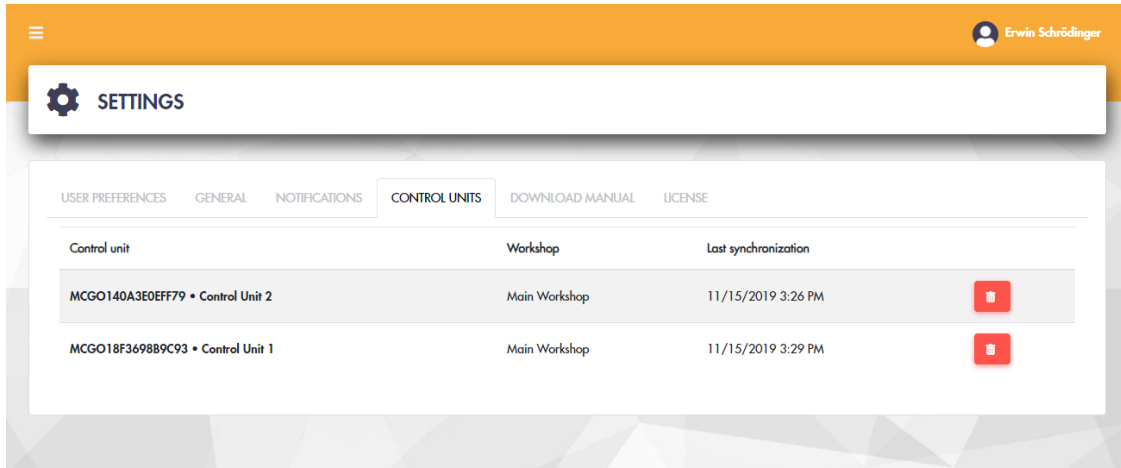 Erwin Schrödinger
SETTINGS
USER PREFERENCES GENERAL NOTIFICATIONS CONTROL UNITS DOWNLOAD MANUAL LICENSE
Control unit Workshop Last synchronization
MCGO140A3E0EFF79 • Control Unit 2 Main Workshop 11/15/2019 3:26 PM
MCGO18F3698B9C93 • Control Unit 1 Main Workshop 11/15/2019 3:29 PM